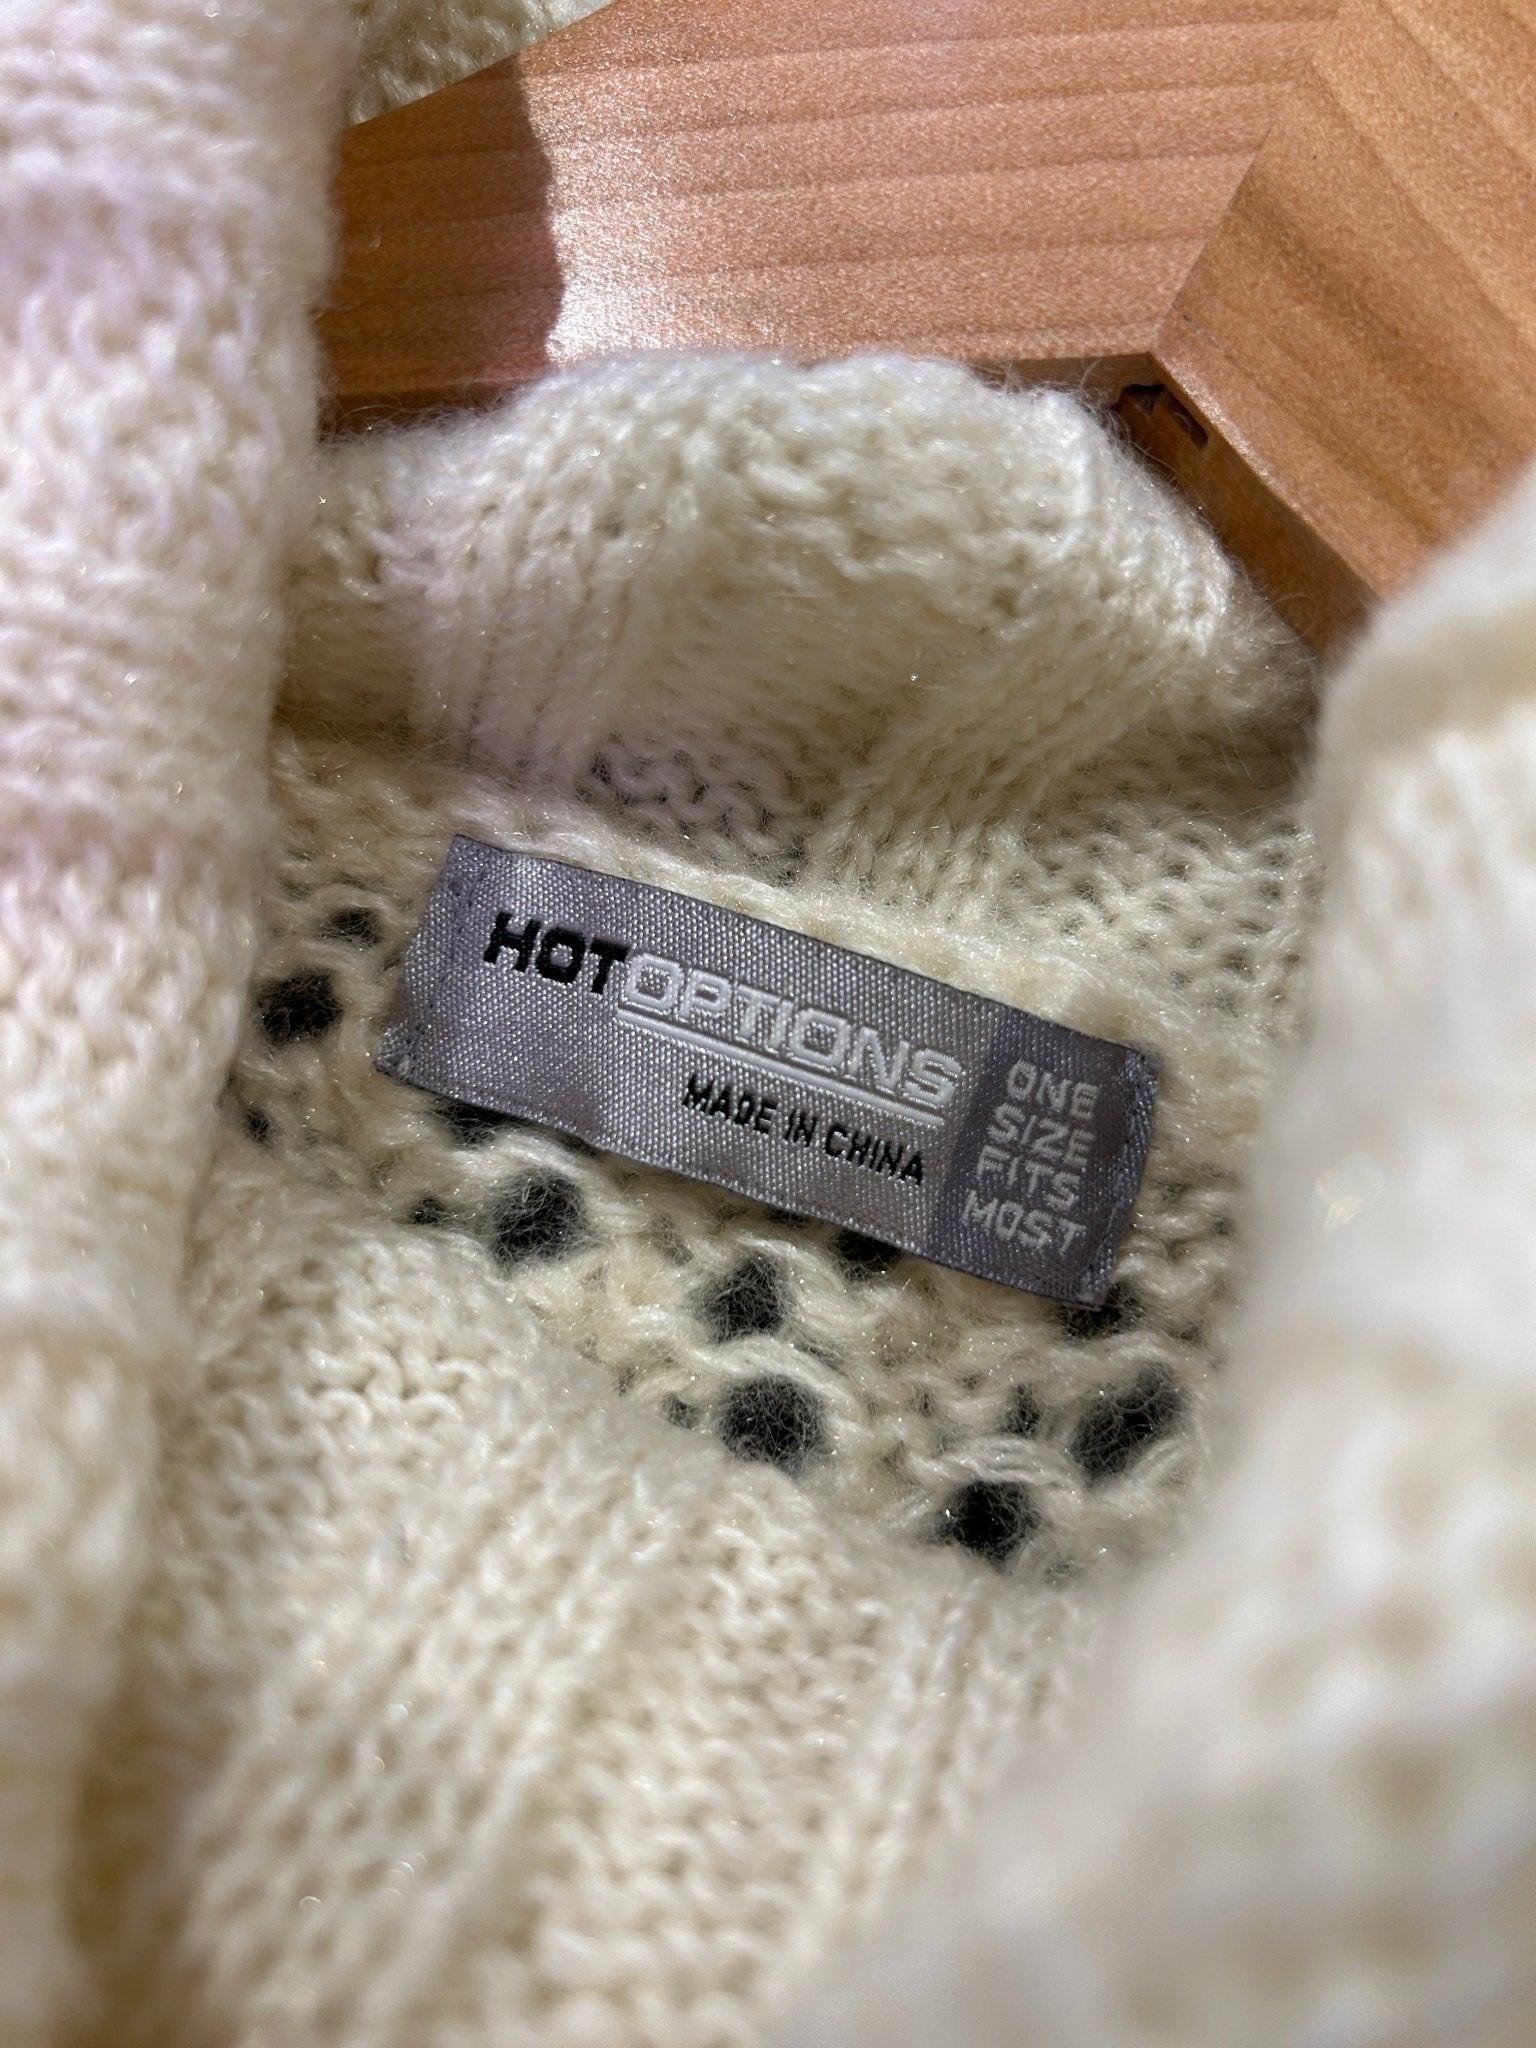 HOTOPTIONS
MADE IN CHINA
ONE
SIZE
FITS
MOST